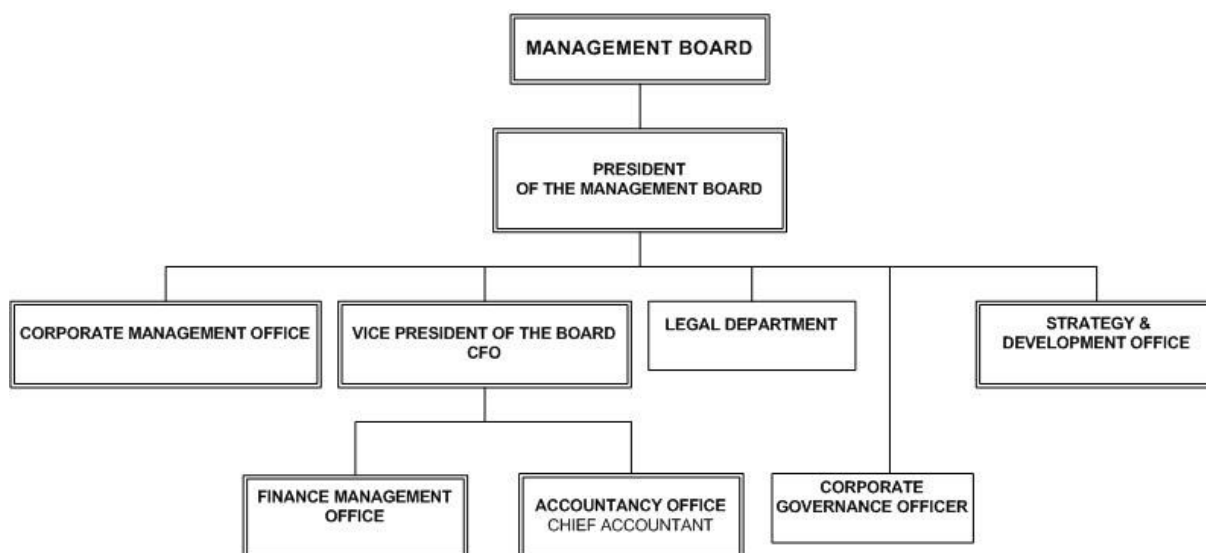 MANAGEMENT BOARD
PRESIDENT
OF THE MANAGEMENT BOARD
CORPORATE MANAGEMENT OFFICE
VICE PRESIDENT OF THE BOARD
CFO
LEGAL DEPARTMENT
STRATEGY &
DEVELOPMENT OFFICE
FINANCE MANAGEMENT
OFFICE
ACCOUNTANCY OFFICE
CHIEF ACCOUNTANT
CORPORATE
GOVERNANCE OFFICER